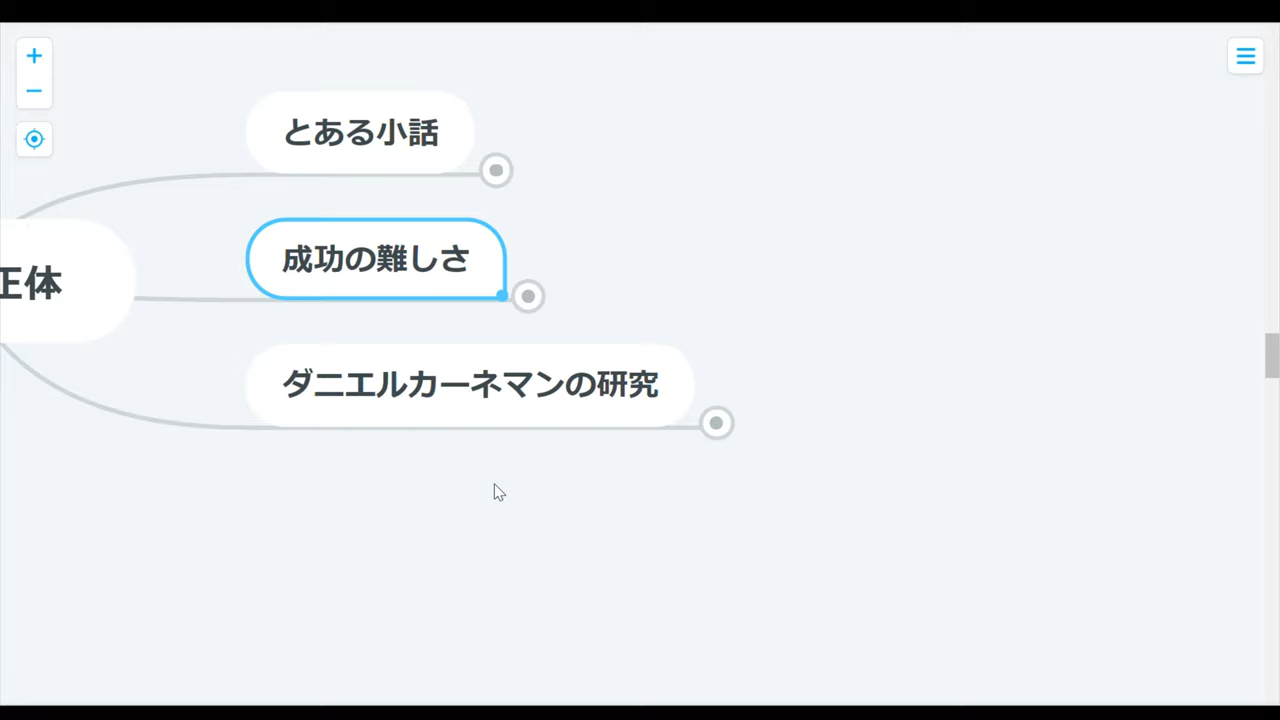 とある小話
成功の難しさ
正体
ダニエルカーネマンの研究